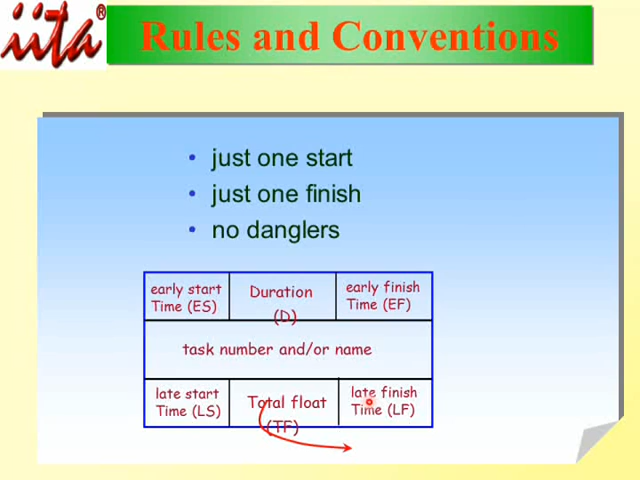 iita®
Rules and Conventions
• just one start
• just one finish
• no danglers
early start
Time (ES)
Duration
(D)
early finish
Time (EF)
task number and/or name
late start
Time (LS)
Total float
(TF)
late finish
Time (LF)